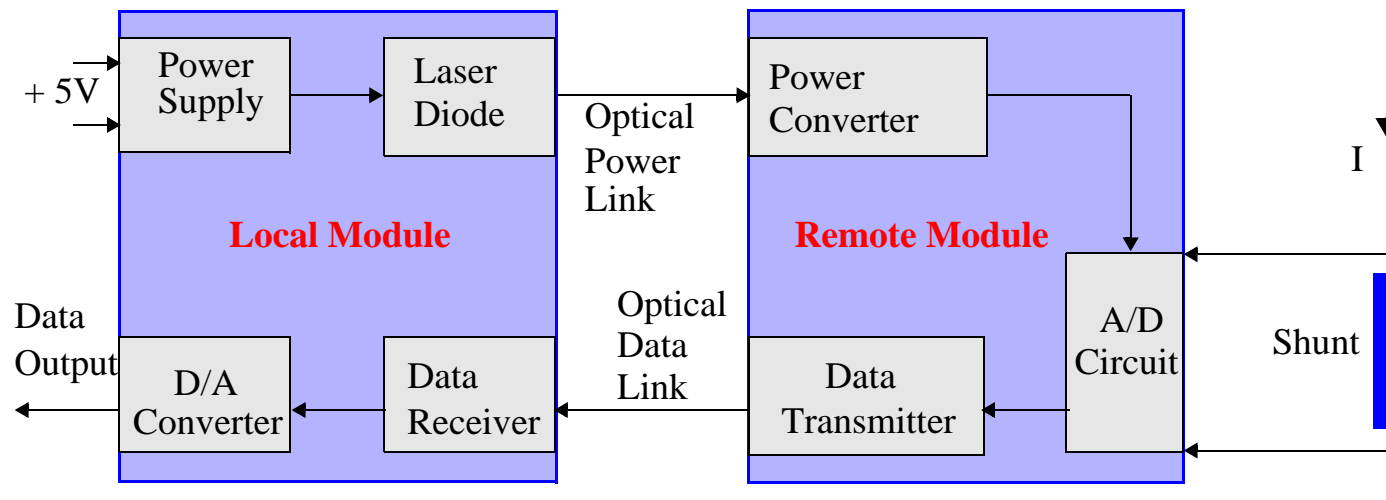 + 5V
Power
Supply
Laser
Diode
Optical
Power
Link
Power
Converter
I
Local Module
Remote Module
Data
Output
D/A
Converter
Data
Receiver
Optical
Data
Link
Data
Transmitter
A/D
Circuit
Shunt